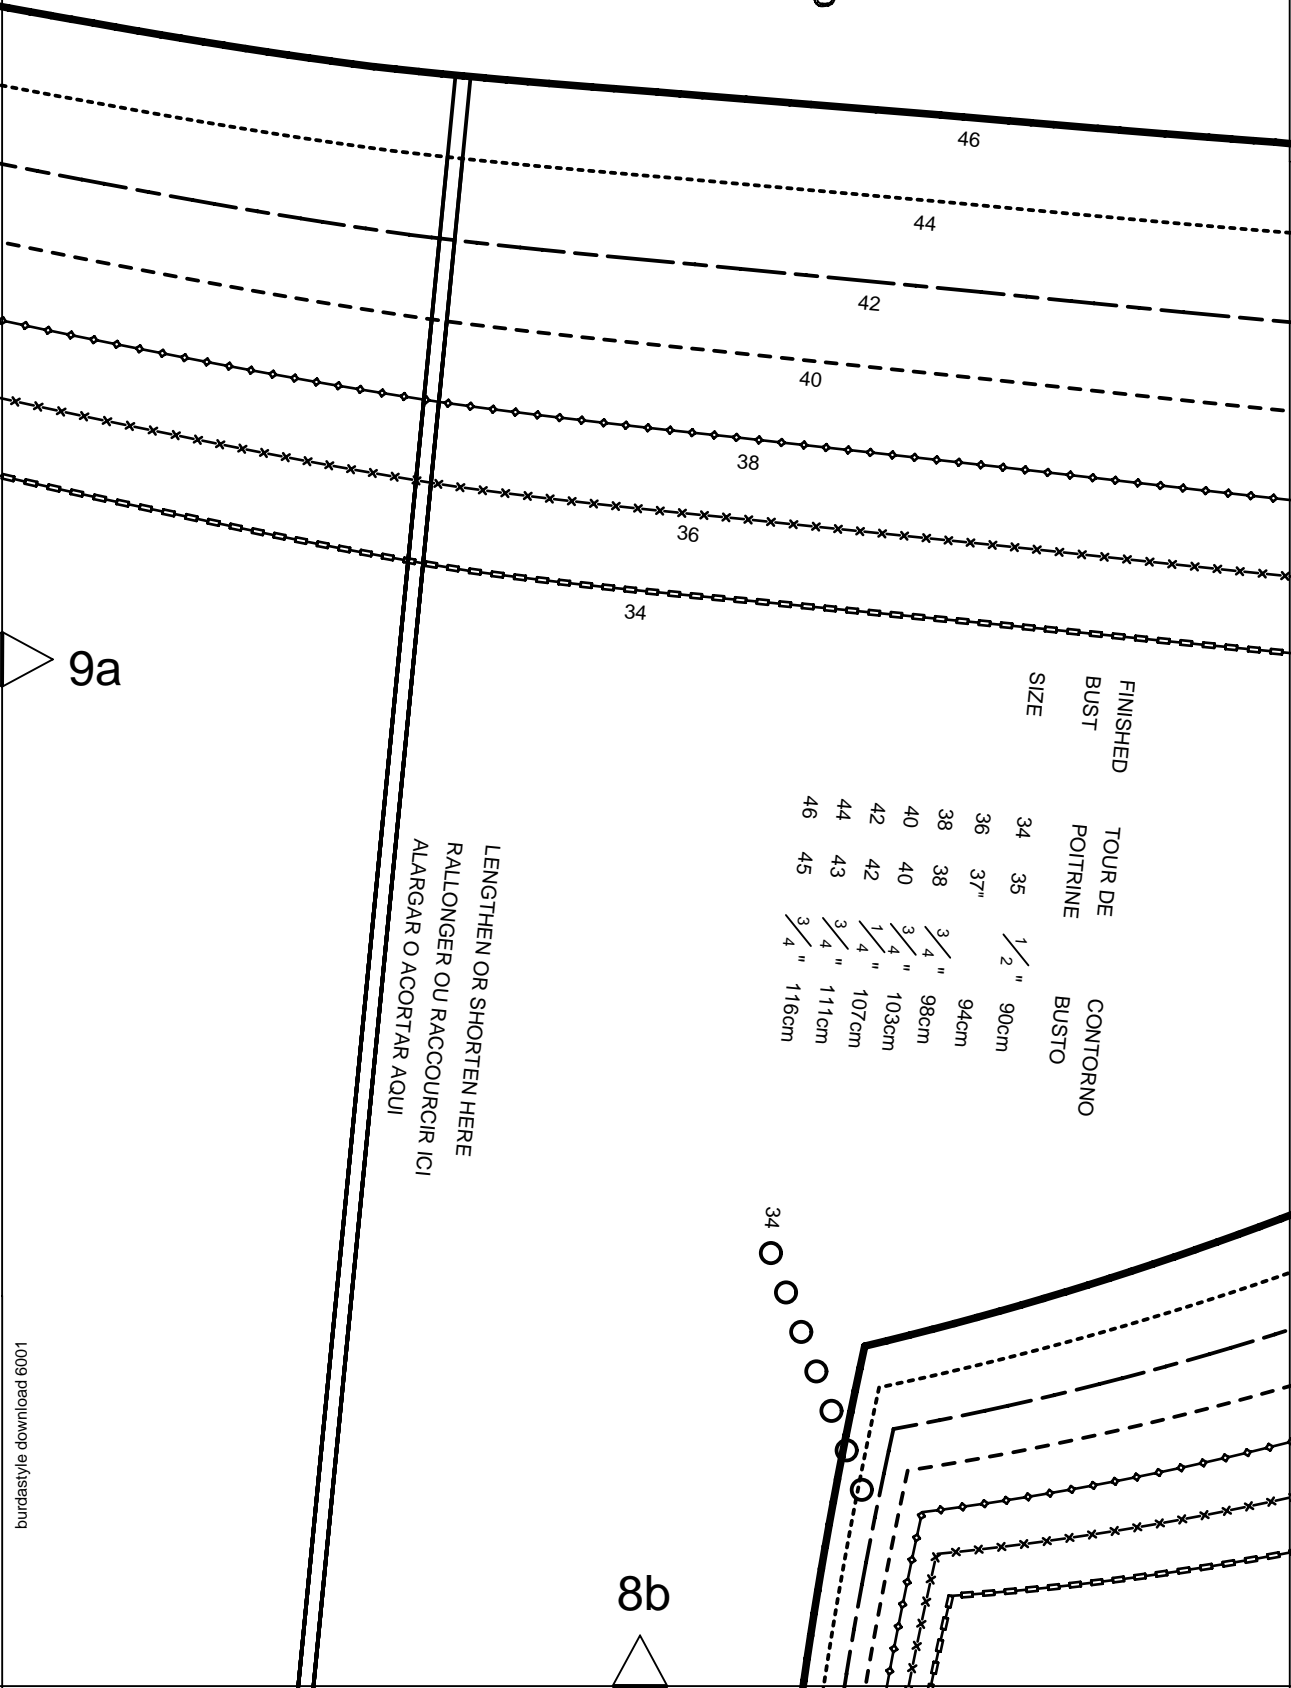 46
44
42
40
38
36
34
9a
FINISHED TOUR DE CONTORNO
BUST POITRINE BUSTO
SIZE
34 35 1/2" 90cm
36 37" 94cm
38 38 3/4" 98cm
40 40 3/4" 103cm
42 42 1/4" 107cm
44 43 3/4" 111cm
46 45 3/4" 116cm
LENGTHEN OR SHORTEN HERE
RALLONGER OU RACCOURCIR ICI
ALARGAR O ACORTAR AQUI
34
burdastyle download 6001
8b